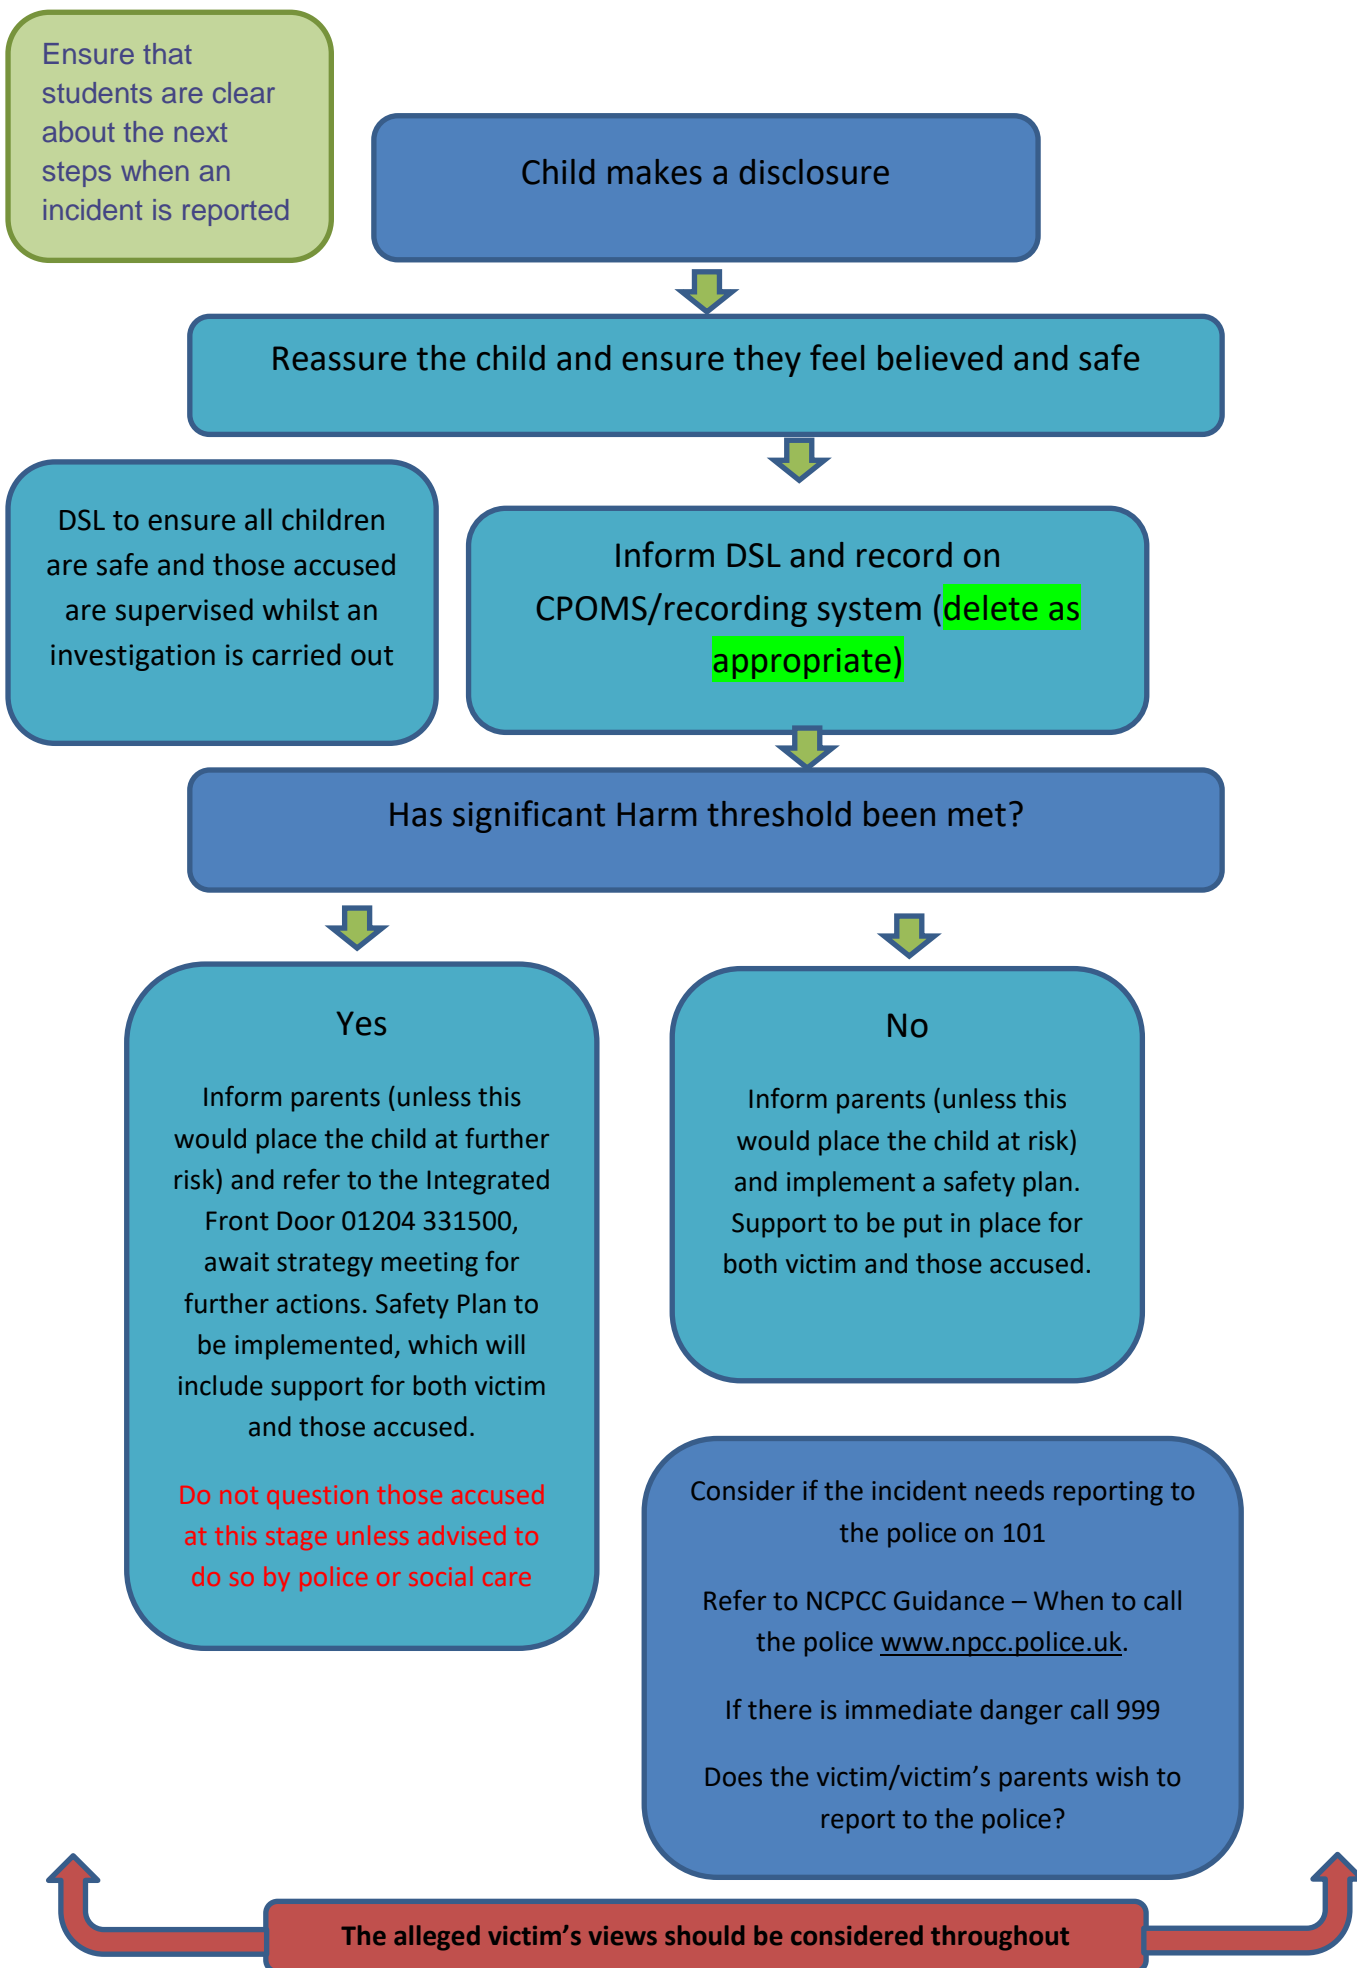 Ensure that
students are clear
about the next
steps when an
incident is reported
Child makes a disclosure
Reassure the child and ensure they feel believed and safe
DSL to ensure all children
are safe and those accused
are supervised whilst an
investigation is carried out
Inform DSL and record on
CPOMS/recording system (delete as
appropriate)
Has significant Harm threshold been met?
Yes
Inform parents (unless this
would place the child at further
risk) and refer to the Integrated
Front Door 01204 331500,
await strategy meeting for
further actions. Safety Plan to
be implemented, which will
include support for both victim
and those accused.
Do not question those accused
at this stage unless advised to
do so by police or social care
No
Inform parents (unless this
would place the child at risk)
and implement a safety plan.
Support to be put in place for
both victim and those accused.
Consider if the incident needs reporting to
the police on 101
Refer to NCPCC Guidance – When to call
the police www.npcc.police.uk.
If there is immediate danger call 999
Does the victim/victim’s parents wish to
report to the police?
The alleged victim’s views should be considered throughout